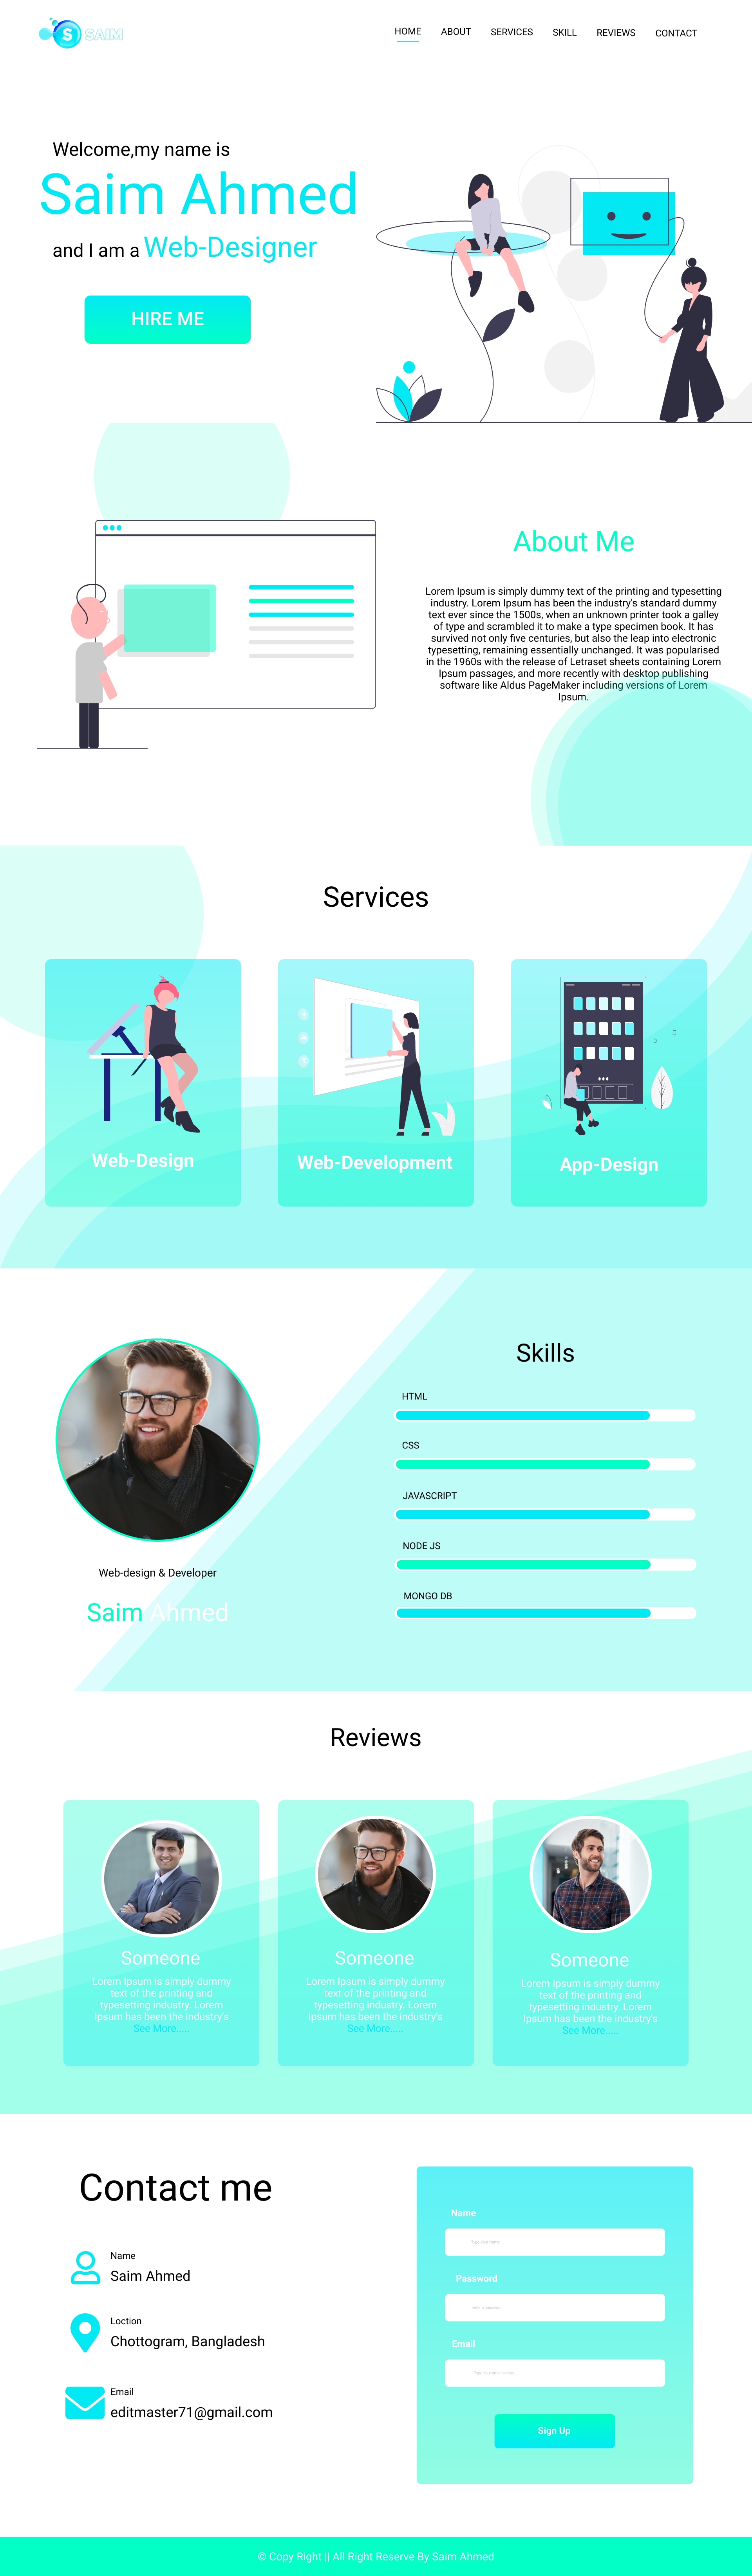 S SAIM
HOME ABOUT SERVICES SKILL REVIEWS CONTACT
Welcome,my name is
Saim Ahmed
and I am a Web-Designer
HIRE ME
About Me
Lorem Ipsum is simply dummy text of the printing and typesetting
industry. Lorem Ipsum has been the industry's standard dummy
text ever since the 1500s, when an unknown printer took a galley
of type and scrambled it to make a type specimen book. It has
survived not only five centuries, but also the leap into electronic
typesetting, remaining essentially unchanged. It was popularised
in the 1960s with the release of Letraset sheets containing Lorem
Ipsum passages, and more recently with desktop publishing
software like Aldus PageMaker including versions of Lorem
Ipsum.
Services
Web-Design
Web-Development
App-Design
Web-design & Developer
Saim Ahmed
Skills
HTML
CSS
JAVASCRIPT
NODE JS
MONGO DB
Reviews
Someone
Lorem Ipsum is simply dummy
text of the printing and
typesetting industry. Lorem
Ipsum has been the industry's
See More.....
Someone
Lorem Ipsum is simply dummy
text of the printing and
typesetting industry. Lorem
Ipsum has been the industry's
See More.....
Someone
Lorem Ipsum is simply dummy
text of the printing and
typesetting industry. Lorem
Ipsum has been the industry's
See More.....
Contact me
Name
Saim Ahmed
Loction
Chottogram, Bangladesh
Email
editmaster71@gmail.com
Name
Password
Email
Sign Up
© Copy Right || All Right Reserve By Saim Ahmed